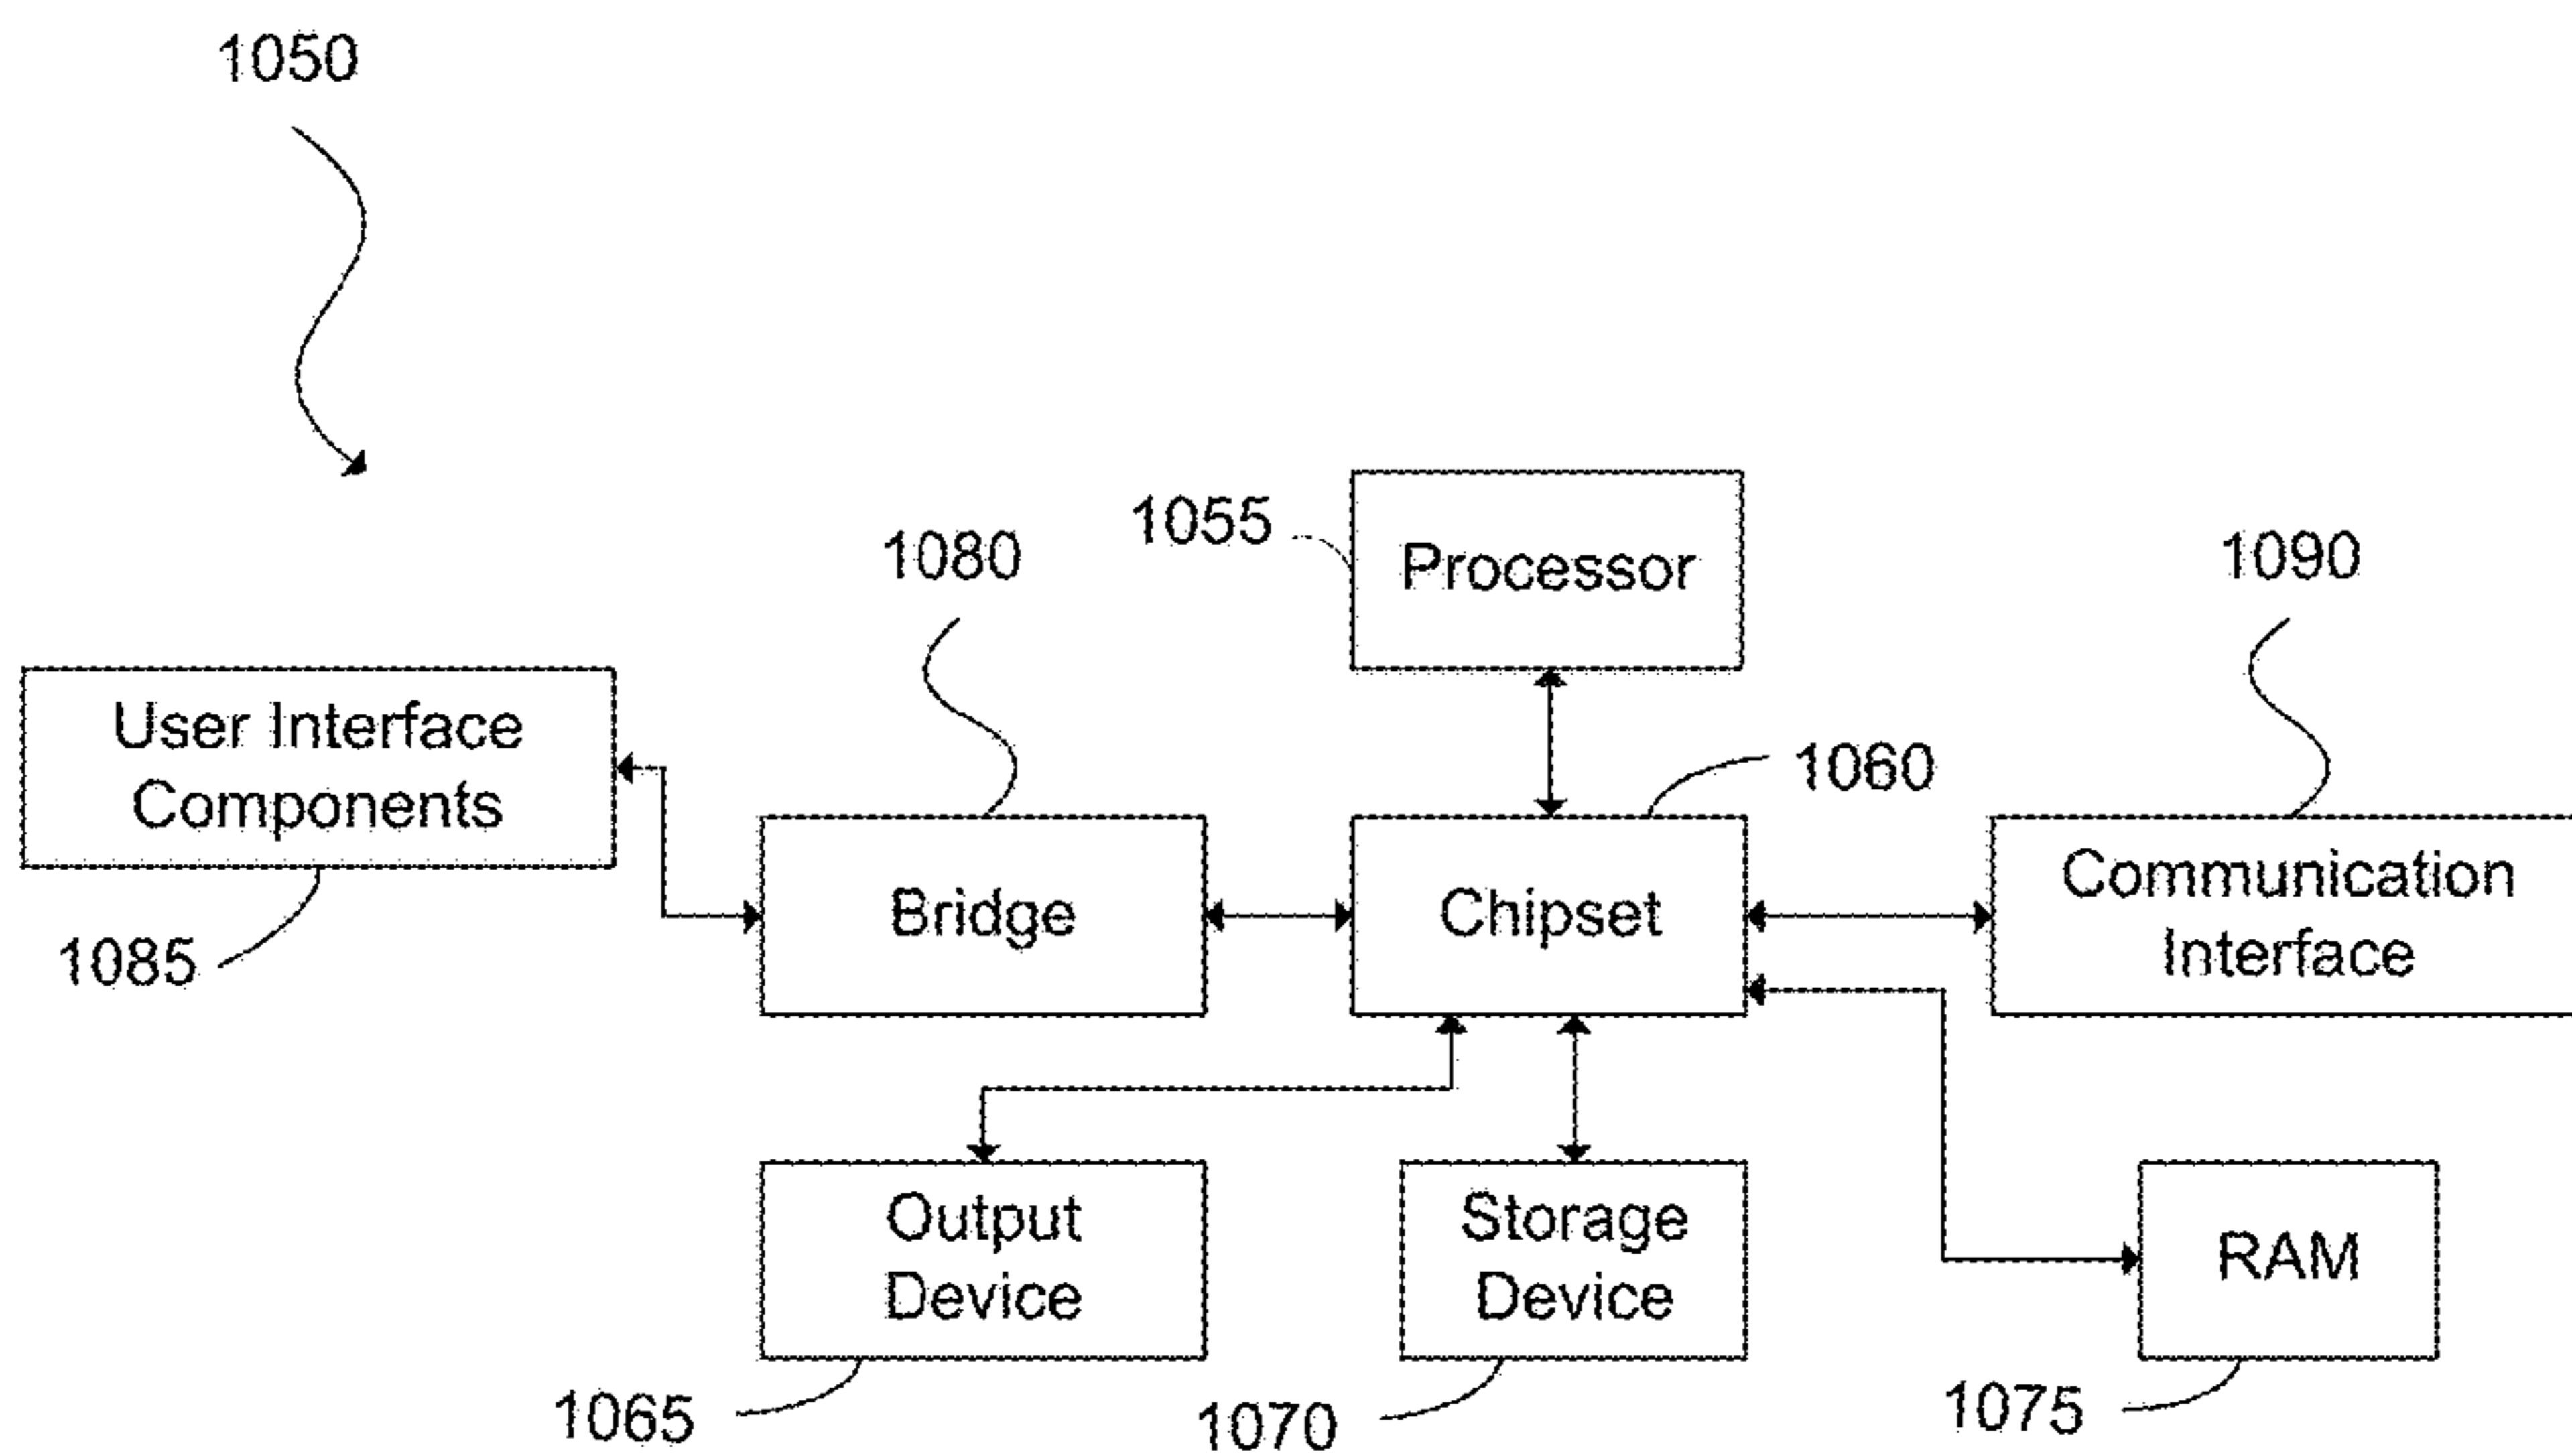 1050
1055
Processor
1080
1090
User Interface
Components
1060
1085
Bridge
Chipset
Communication
Interface
Output
Device
Storage
Device
RAM
1065
1070
1075